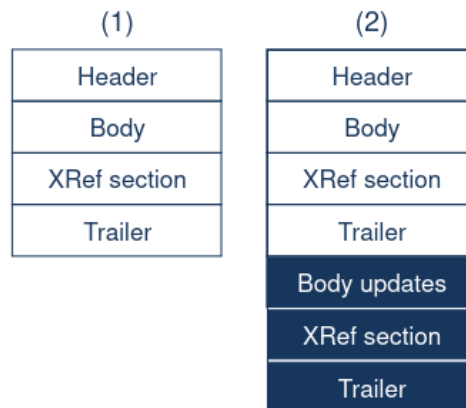 (1)
Header
Body
XRef section
Trailer
(2)
Header
Body
XRef section
Trailer
Body updates
XRef section
Trailer